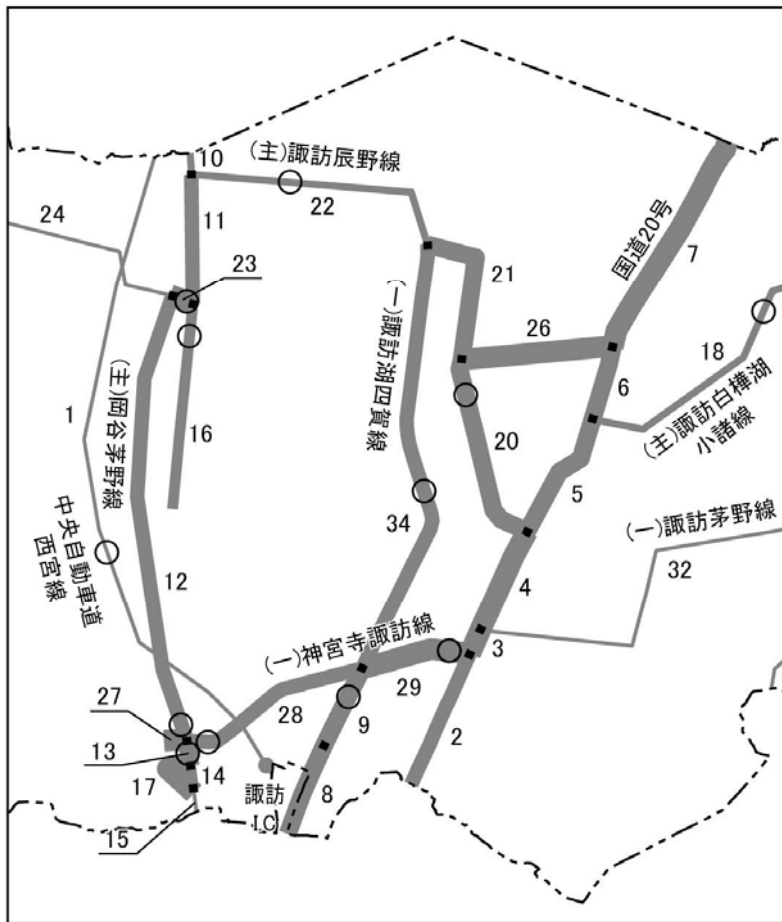 10
(主)諏訪辰野線
22
11
24
23
国道20号
7
21
26
18
(主)諏訪白樺湖
小諸線
6
(一)諏訪湖四賀線
(主)岡谷茅野線
1
16
20
5
34
中央自動車道
西宮線
(一)諏訪茅野線
32
12
4
(一)神宮寺諏訪線
3
29
28
27
13
9
2
17
14
諏訪
I.C
8
15